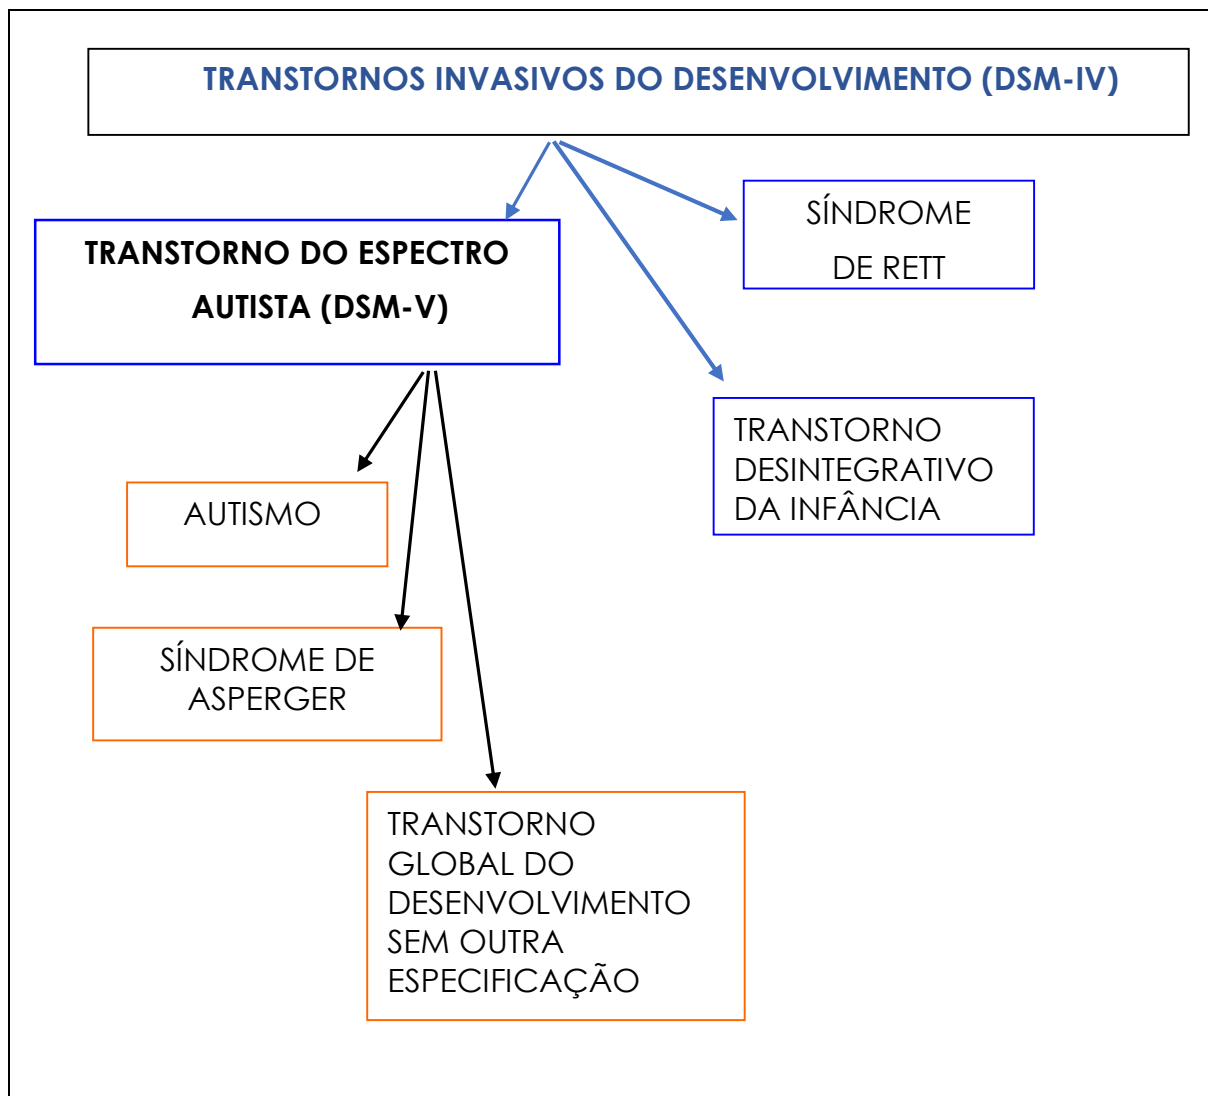 TRANSTORNOS INVASIVOS DO DESENVOLVIMENTO (DSM-IV)
TRANSTORNO DO ESPECTRO
AUTISTA (DSM-V)
SÍNDROME
DE RETT
TRANSTORNO
DESINTEGRATIVO
DA INFÂNCIA
AUTISMO
SÍNDROME DE
ASPERGER
TRANSTORNO
GLOBAL DO
DESENVOLVIMENTO
SEM OUTRA
ESPECIFICAÇÃO